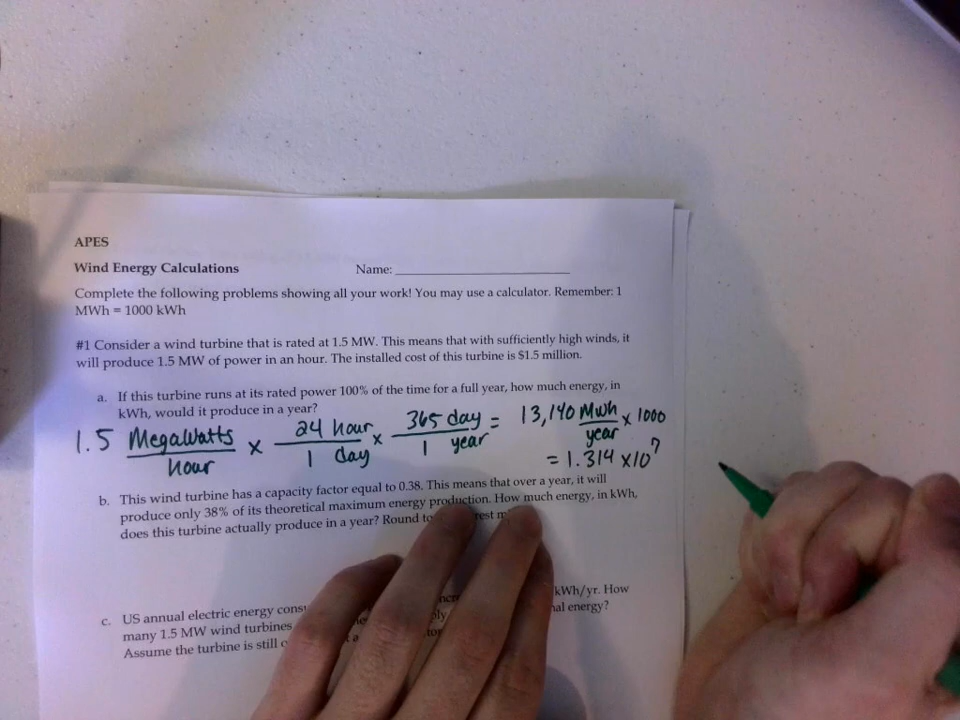 APES
Wind Energy Calculations Name:
Complete the following problems showing all your work! You may use a calculator. Remember: 1
MWh = 1000 kWh
#1 Consider a wind turbine that is rated at 1.5 MW. This means that with sufficiently high winds, it
will produce 1.5 MW of power in an hour. The installed cost of this turbine is $1.5 million.
a. If this turbine runs at its rated power 100% of the time for a full year, how much energy, in
kWh, would it produce in a year?
1.5 MegaWatts / hour × 24 hour / 1 day × 365 day / 1 year = 13,140 Mwh / year × 1000
= 1.314 x10^7
b. This wind turbine has a capacity factor equal to 0.38. This means that over a year, it will
produce only 38% of its theoretical maximum energy production. How much energy, in kWh,
does this turbine actually produce in a year? Round to
c. US annual electric energy kWh/yr. How
many 1.5 MW wind turbines energy?
Assume the turbine is still